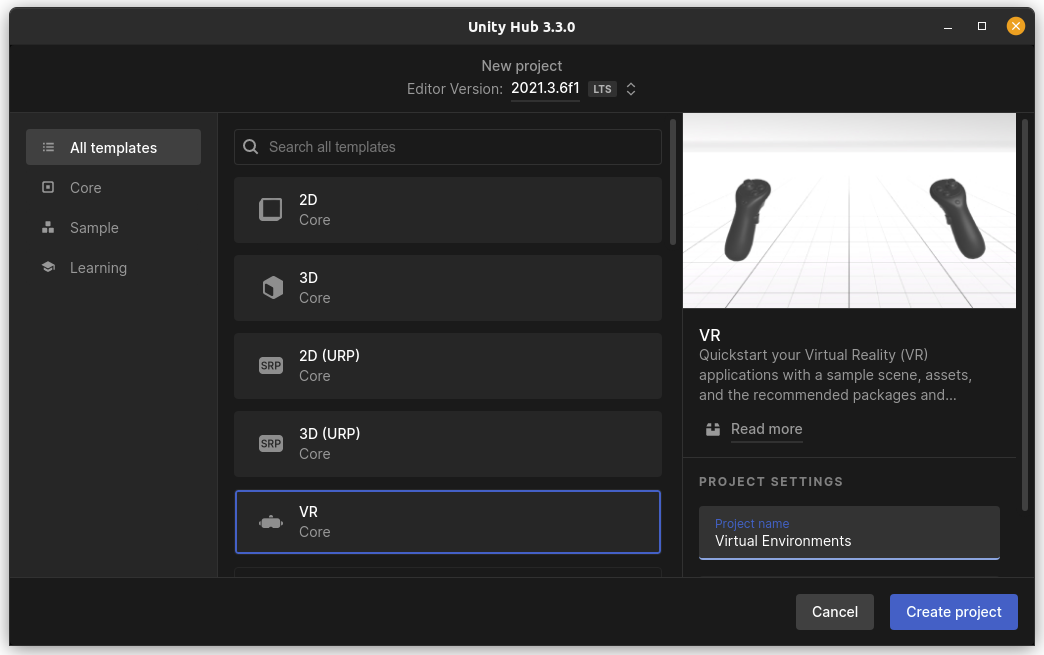 Unity Hub 3.3.0
New project
Editor Version: 2021.3.6f1 LTS
All templates
Core
Sample
Learning
Search all templates
2D
Core
3D
Core
SRP
2D (URP)
Core
SRP
3D (URP)
Core
VR
Core
VR
Quickstart your Virtual Reality (VR)
applications with a sample scene, assets,
and the recommended packages and...
Read more
PROJECT SETTINGS
Project name
Virtual Environments
Cancel
Create project